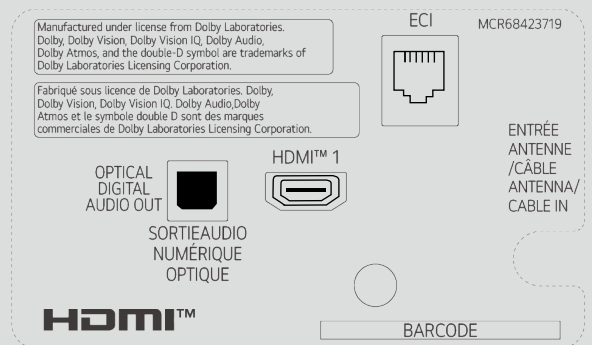 Manufactured under license from Dolby Laboratories.
Dolby, Dolby Vision, Dolby Vision IQ, Dolby Audio,
Dolby Atmos, and the double-D symbol are trademarks of
Dolby Laboratories Licensing Corporation.
Fabriqué sous licence de Dolby Laboratories. Dolby,
Dolby Vision, Dolby Vision IQ. Dolby Audio,Dolby
Atmos et le symbole double D sont des marques
commerciales de Dolby Laboratories Licensing Corporation.
ECI
MCR68423719
ENTRÉE
ANTENNE
/CÂBLE
ANTENNA/
CABLE IN
OPTICAL
DIGITAL
AUDIO OUT
SORTIEAUDIO
NUMÉRIQUE
OPTIQUE
HDMI™ 1
HDMI™
BARCODE